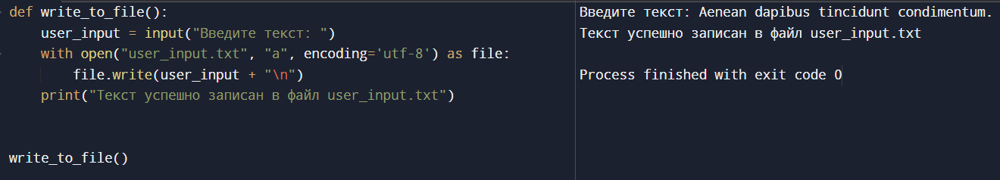 def write_to_file():
    user_input = input("Введите текст: ")
    with open("user_input.txt", "a", encoding='utf-8') as file:
        file.write(user_input + "\n")
    print("Текст успешно записан в файл user_input.txt")
write_to_file()
Введите текст: Aenean dapibus tincidunt condimentum.
Текст успешно записан в файл user_input.txt
Process finished with exit code 0